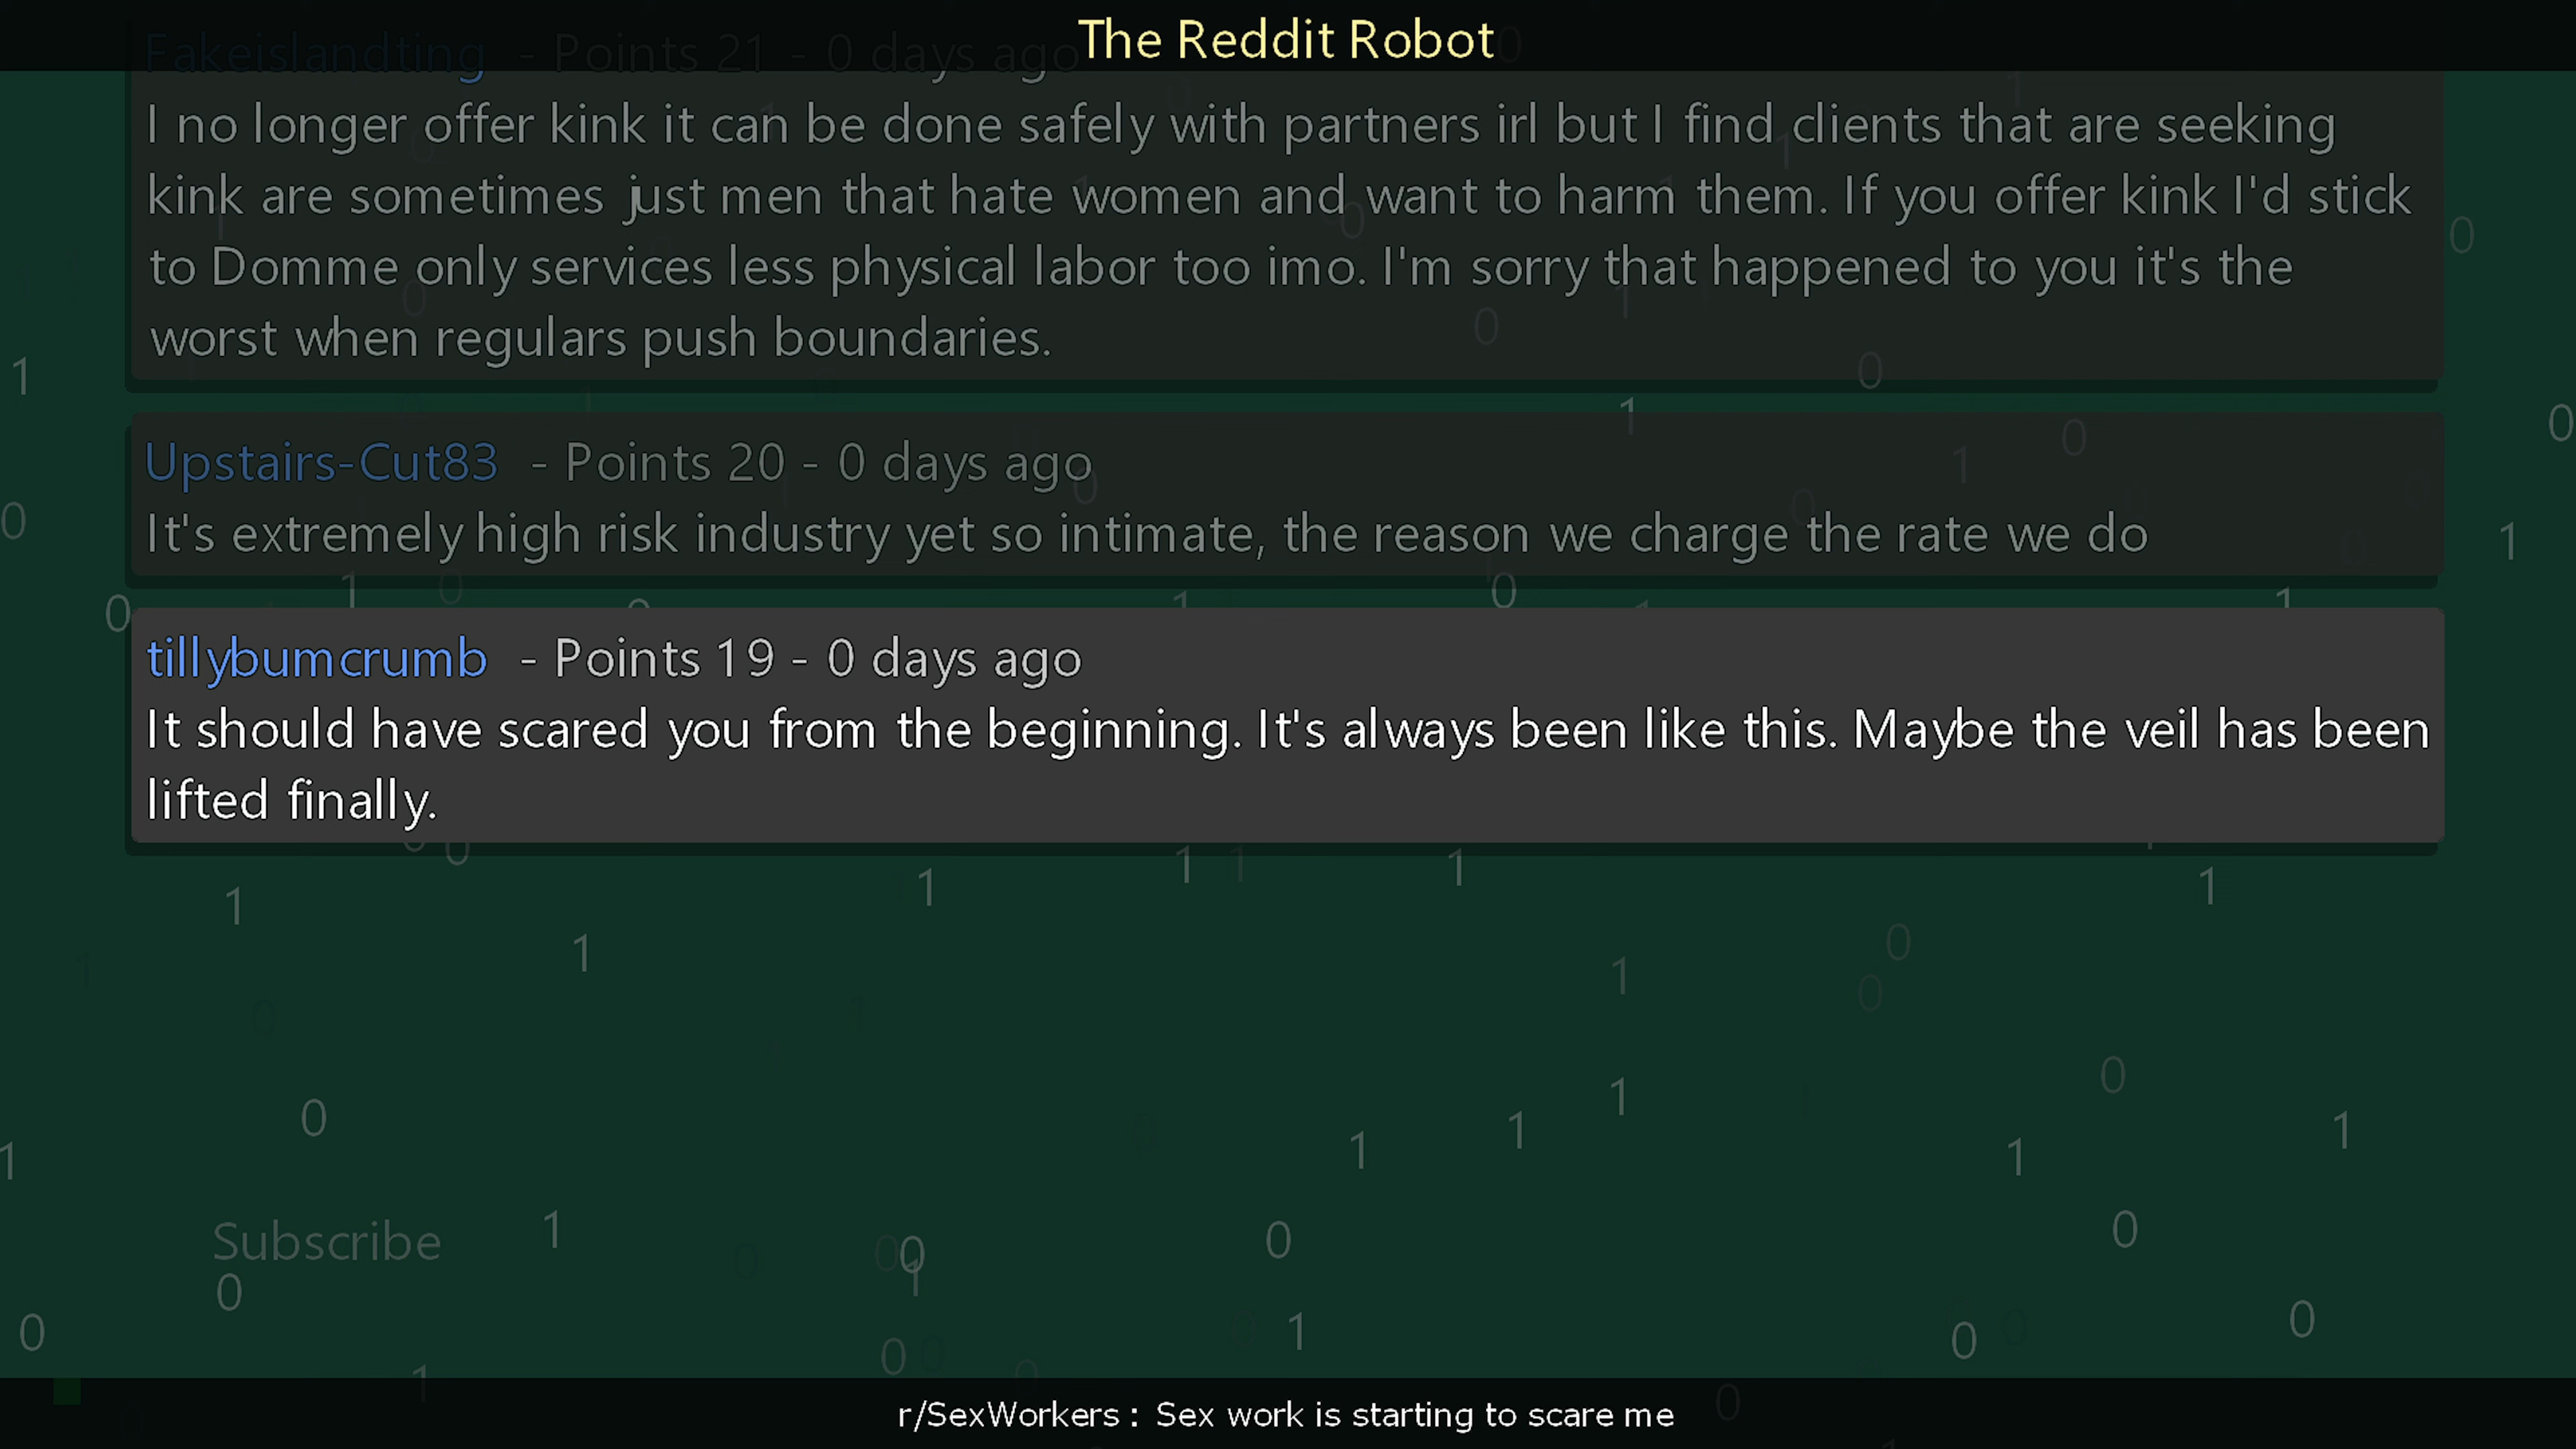 The Reddit Robot
Fakeislandting - Points 21 - 0 days ago
I no longer offer kink it can be done safely with partners irl but I find clients that are seeking
kink are sometimes just men that hate women and want to harm them. If you offer kink I'd stick
to Domme only services less physical labor too imo. I'm sorry that happened to you it's the
worst when regulars push boundaries.
Upstairs-Cut83 - Points 20 - 0 days ago
It's extremely high risk industry yet so intimate, the reason we charge the rate we do
tillybumcrumb - Points 19 - 0 days ago
It should have scared you from the beginning. It's always been like this. Maybe the veil has been
lifted finally.
Subscribe
r/SexWorkers : Sex work is starting to scare me